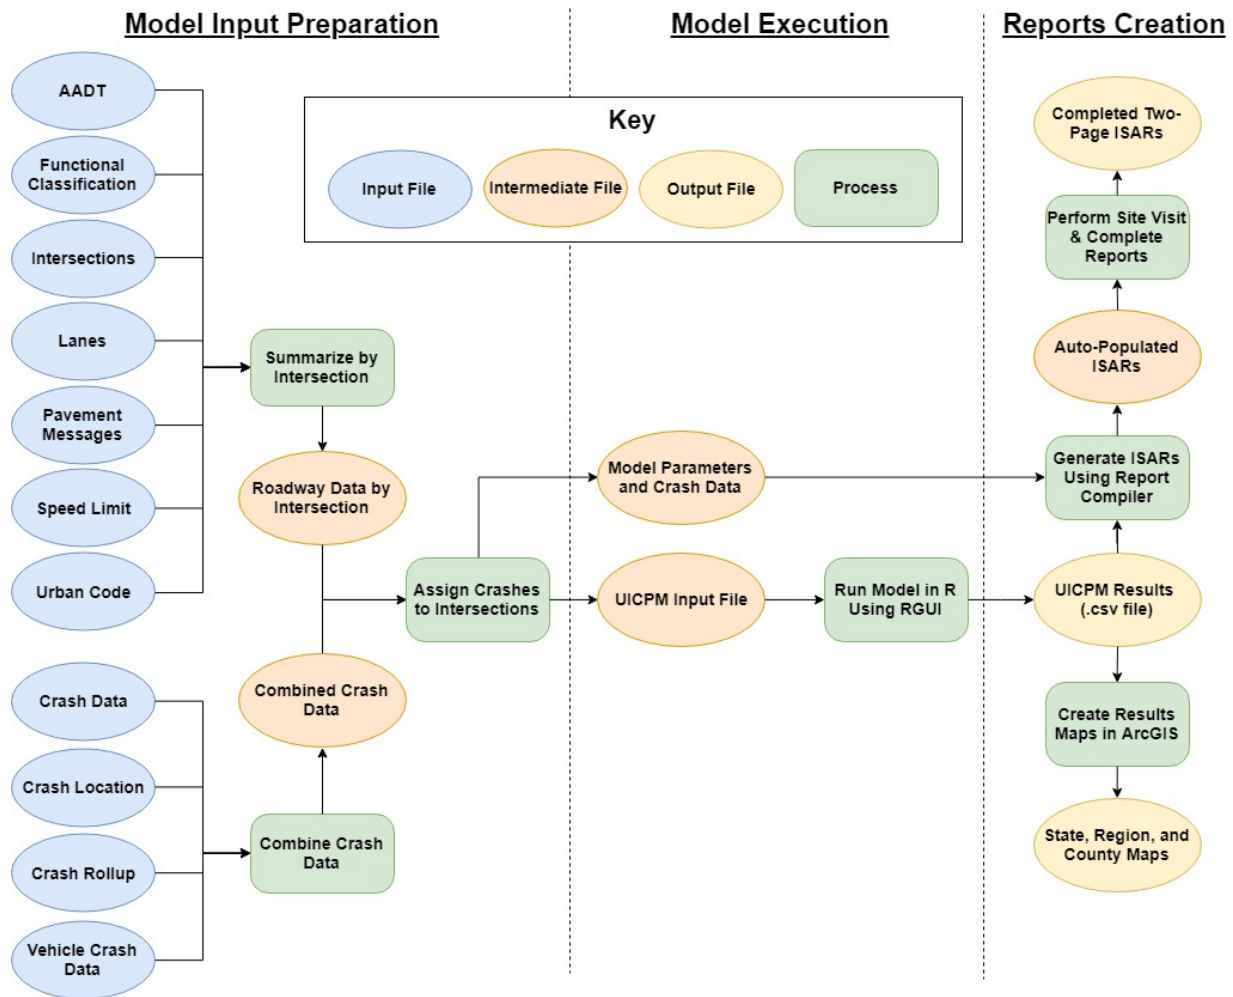 Model Input Preparation
Model Execution
Reports Creation
Key
Input File
Intermediate File
Output File
Process
AADT
Functional
Classification
Intersections
Lanes
Pavement
Messages
Speed Limit
Urban Code
Crash Data
Crash Location
Crash Rollup
Vehicle Crash
Data
Summarize by
Intersection
Roadway Data by
Intersection
Combined Crash
Data
Combine Crash
Data
Assign Crashes
to Intersections
Model Parameters
and Crash Data
UICPM Input File
Run Model in R
Using RGUI
Completed Two-
Page ISARs
Perform Site Visit
& Complete
Reports
Auto-Populated
ISARs
Generate ISARs
Using Report
Compiler
UICPM Results
(.csv file)
Create Results
Maps in ArcGIS
State, Region, and
County Maps